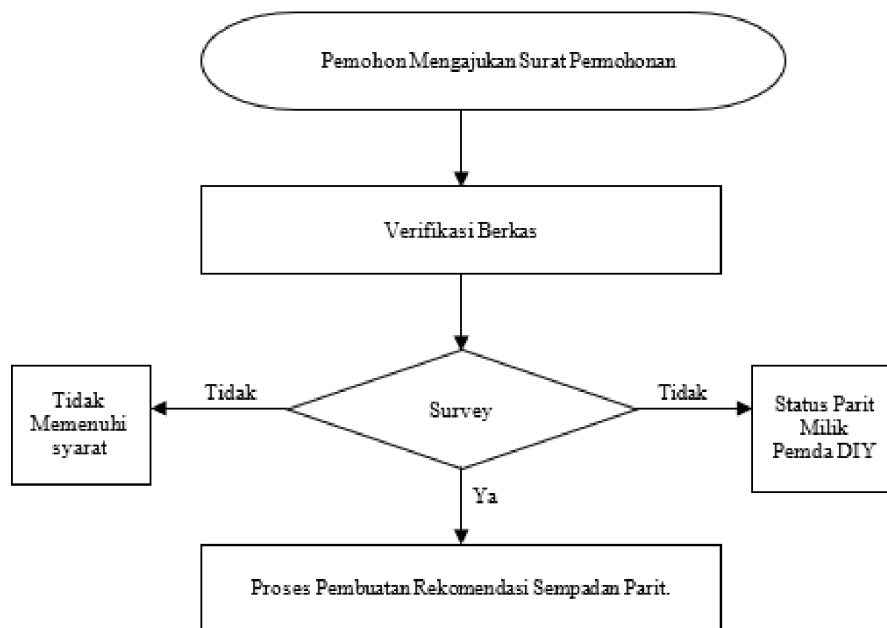 Pemohon Mengajukan Surat Permohonan
Verifikasi Berkas
Tidak
Memenuhi
syarat
Tidak
Survey
Tidak
Status Parit
Milik
Pemda DIY
Ya
Proses Pembuatan Rekomendasi Sempadan Parit.